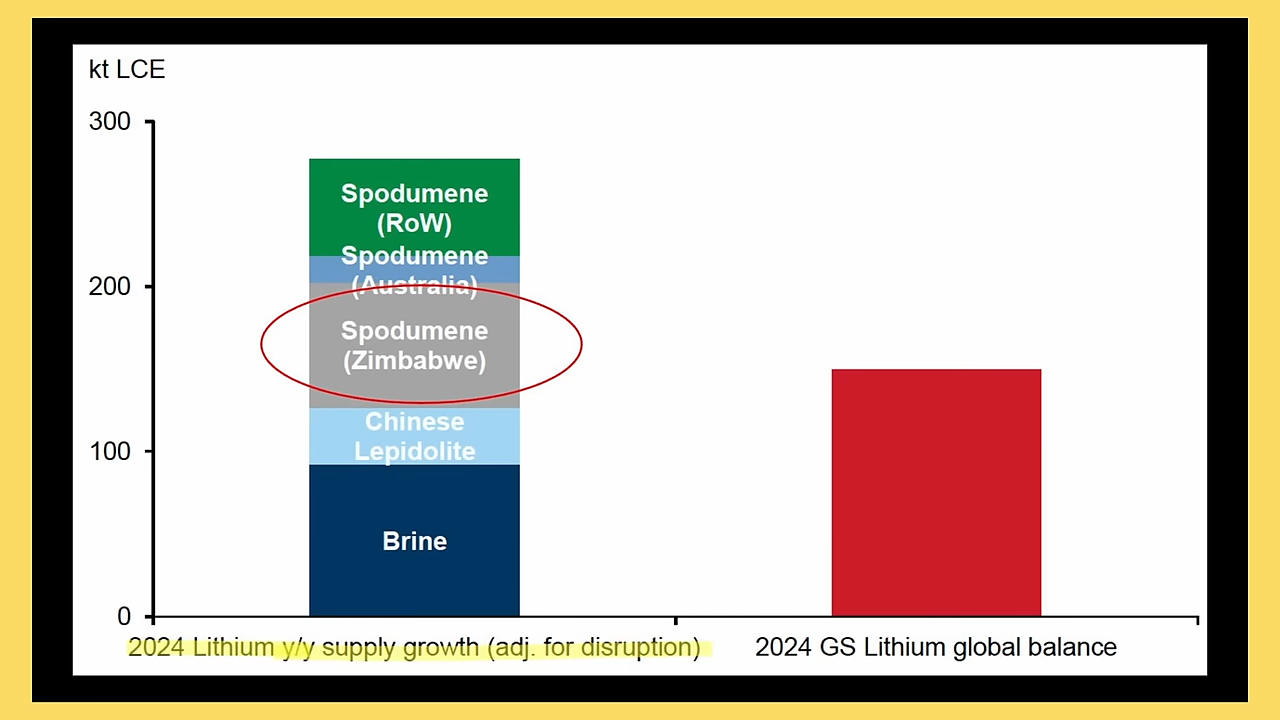 kt LCE
300
200
100
0
Spodumene
(RoW)
Spodumene
(Australia)
Spodumene
(Zimbabwe)
Chinese
Lepidolite
Brine
2024 Lithium y/y supply growth (adj. for disruption)
2024 GS Lithium global balance